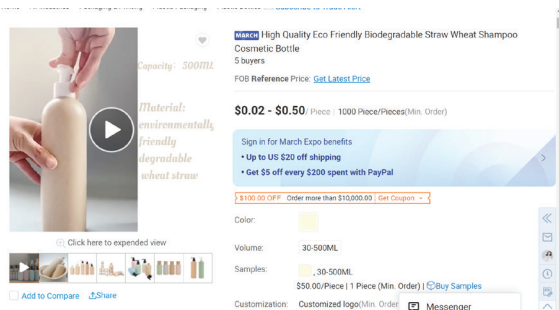 MARCH High Quality Eco Friendly Biodegradable Straw Wheat Shampoo
Cosmetic Bottle
5 buyers
FOB Reference Price: Get Latest Price
Capacity: 500ML
Material:
environmentally
friendly
degradable
wheat straw
$0.02 - $0.50 / Piece | 1000 Piece/Pieces(Min. Order)
Sign in for March Expo benefits
• Up to US $20 off shipping
• Get $5 off every $200 spent with PayPal
$100.00 OFF Order more than $10,000.00 | Get Coupon
Color:
Click here to expended view
Volume: 30-500ML
Samples: , 30-500ML
$50.00/Piece | 1 Piece (Min. Order) | Buy Samples
Add to Compare Share
Customization: Customized logo(Min. Order
Messenger